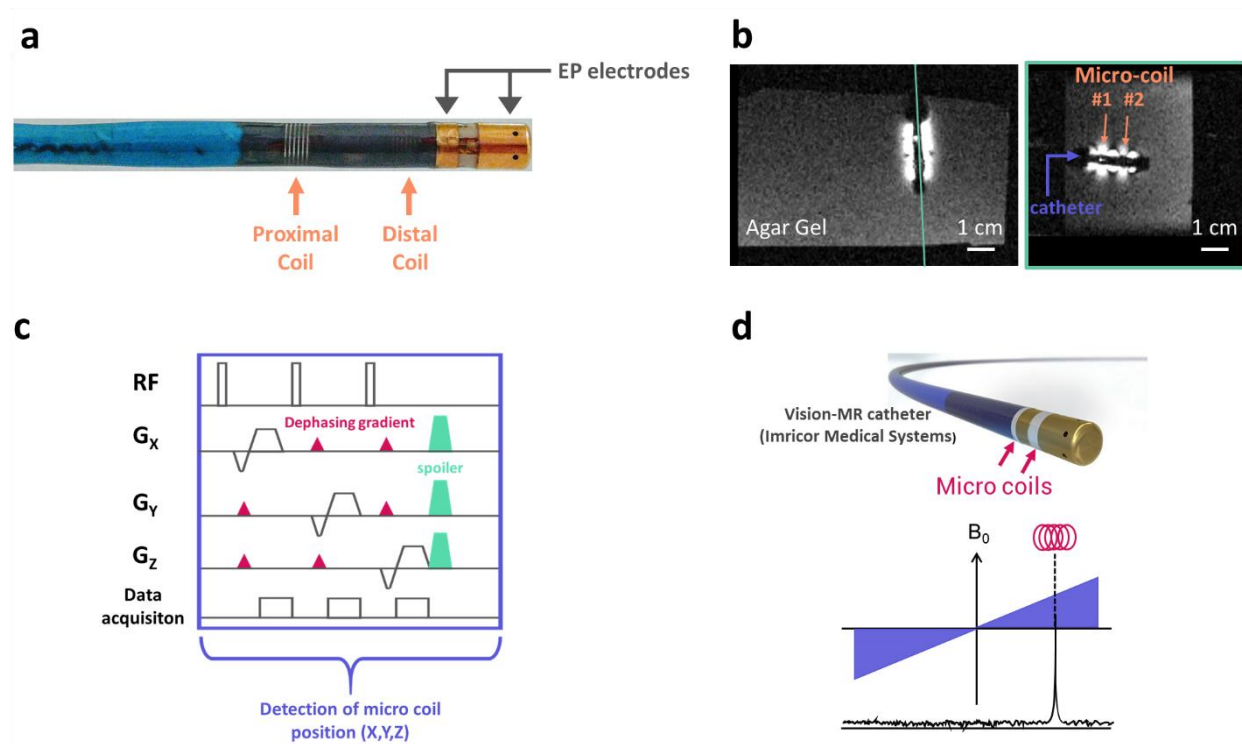 a
EP electrodes
Proximal
Coil
Distal
Coil
b
Micro-coil
#1 #2
catheter
Agar Gel
1 cm
1 cm
c
RF
Dephasing gradient
GX
spoiler
GY
GZ
Data
acquisiton
Detection of micro coil
position (X,Y,Z)
d
Vision-MR catheter
(Imricor Medical Systems)
Micro coils
B0